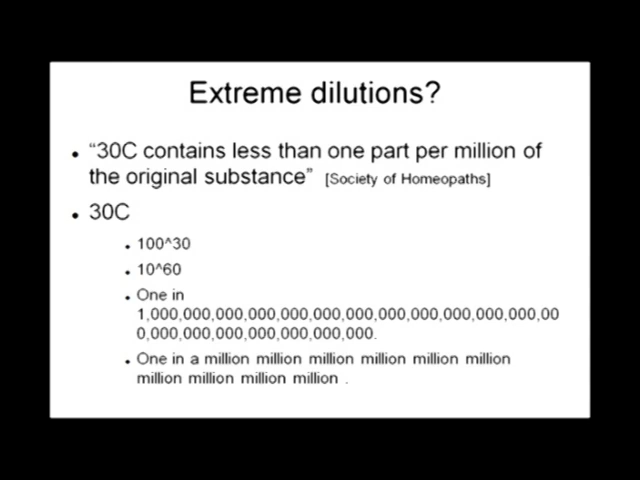 Extreme dilutions?
• “30C contains less than one part per million of
the original substance” [Society of Homeopaths]
• 30C
• 100^30
• 10^60
• One in
1,000,000,000,000,000,000,000,000,000,000,000,000,00
0,000,000,000,000,000,000,000.
• One in a million million million million million million
million million million million .